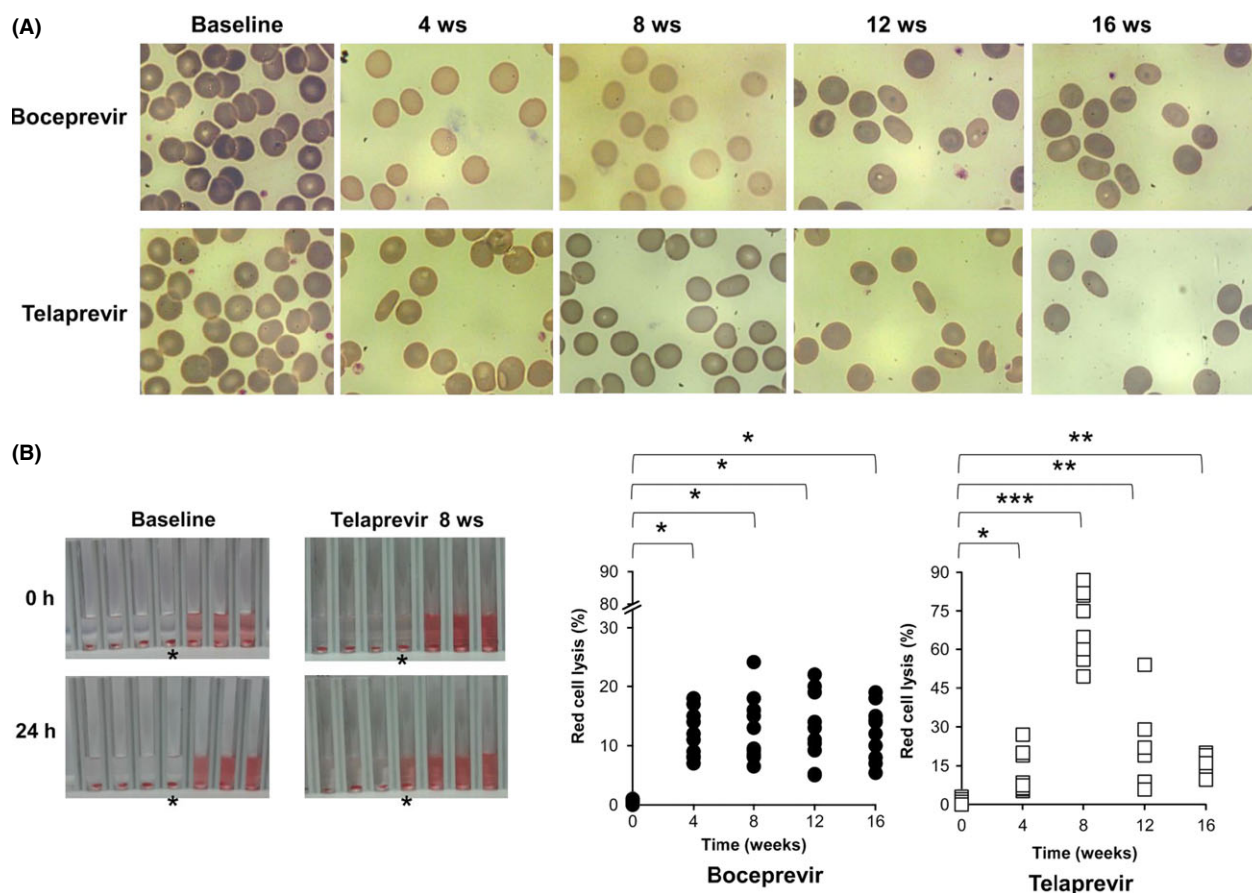 (A)
Baseline 4 ws 8 ws 12 ws 16 ws
Boceprevir
Telaprevir
(B)
Baseline
Telaprevir 8 ws
0 h
*
*
24 h
*
*
*
*
*
*
Red cell lysis (%)
90
80
30
20
10
0
0 4 8 12 16
Time (weeks)
Boceprevir
**
**
***
*
Red cell lysis (%)
90
75
60
45
30
15
0
0 4 8 12 16
Time (weeks)
Telaprevir